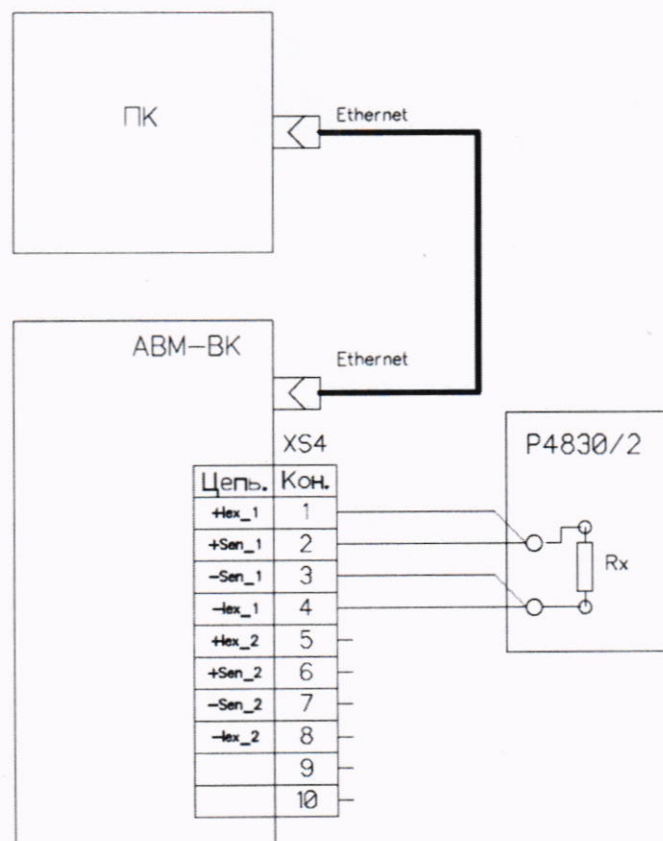 ПК
Ethernet
АВМ-ВК
Ethernet
XS4
Р4830/2
Цепь. Кон.
+Iex_1 1
+Sen_1 2
-Sen_1 3
-Iex_1 4
+Iex_2 5
+Sen_2 6
-Sen_2 7
-Iex_2 8
9
10
Rx